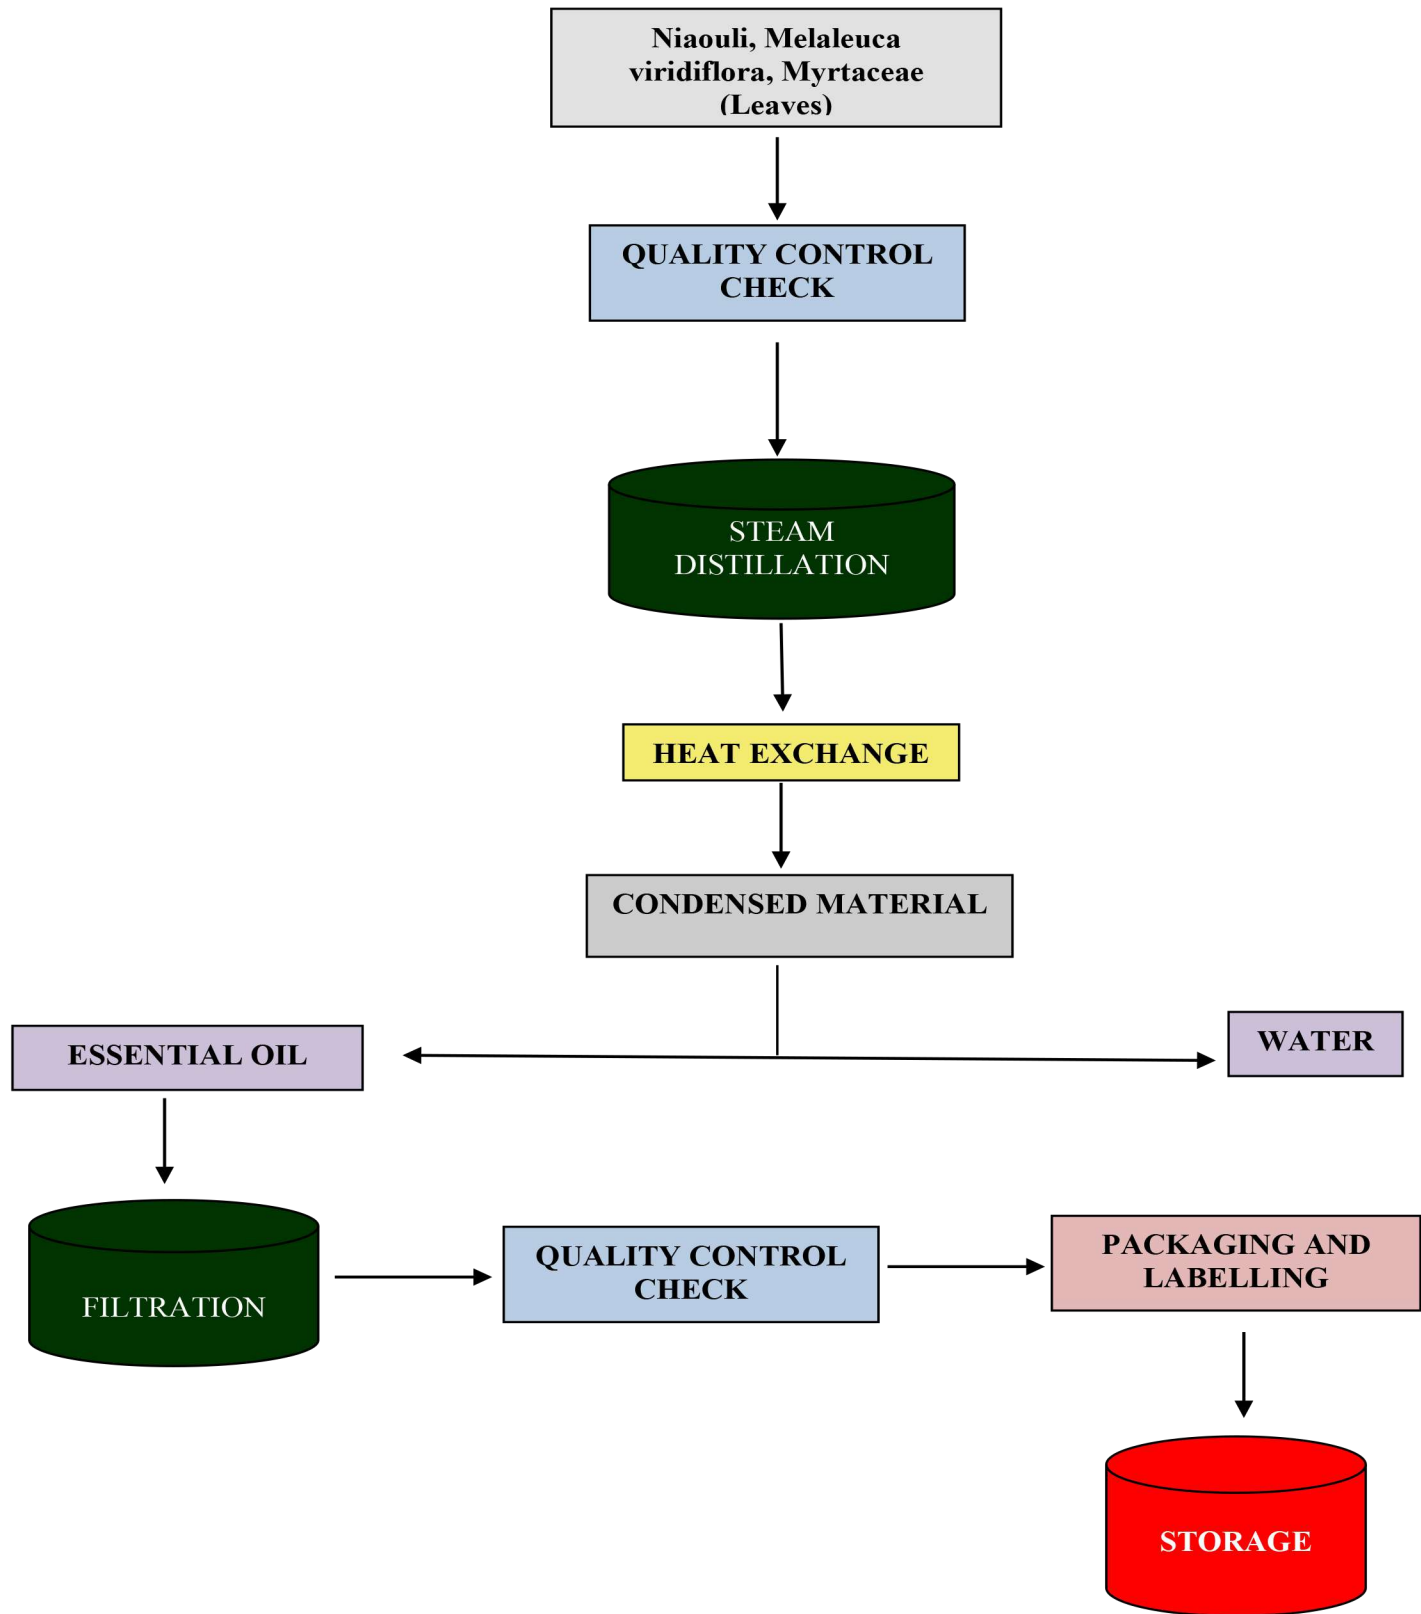 Niaouli, Melaleuca
viridiflora, Myrtaceae
(Leaves)
QUALITY CONTROL
CHECK
STEAM
DISTILLATION
HEAT EXCHANGE
CONDENSED MATERIAL
ESSENTIAL OIL
WATER
FILTRATION
QUALITY CONTROL
CHECK
PACKAGING AND
LABELLING
STORAGE